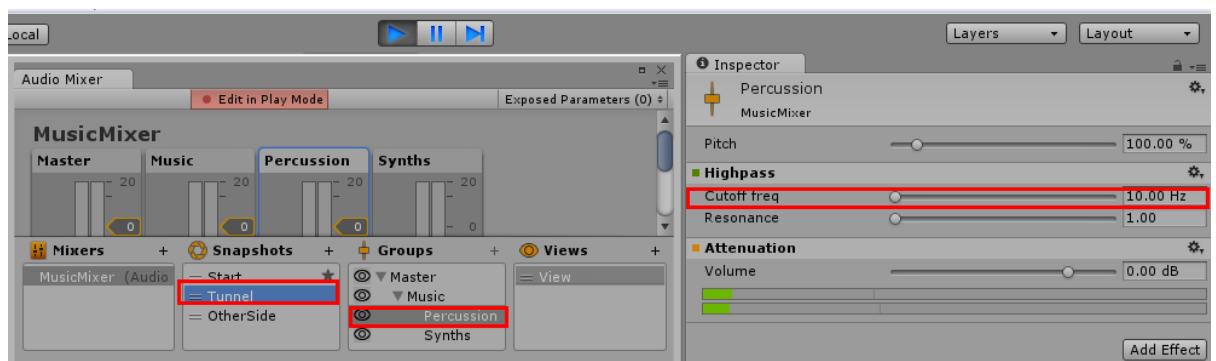 Local
Layers
Layout
Audio Mixer
Edit in Play Mode
Exposed Parameters (0)
MusicMixer
Master
Music
Percussion
Synths
20
20
20
20
0
0
0
0
Mixers +
Snapshots +
Groups +
Views +
MusicMixer (Audio
Start
Tunnel
OtherSide
Master
Music
Percussion
Synths
View
Inspector
Percussion
MusicMixer
Pitch 100.00 %
Highpass
Cutoff freq 10.00 Hz
Resonance 1.00
Attenuation
Volume 0.00 dB
Add Effect